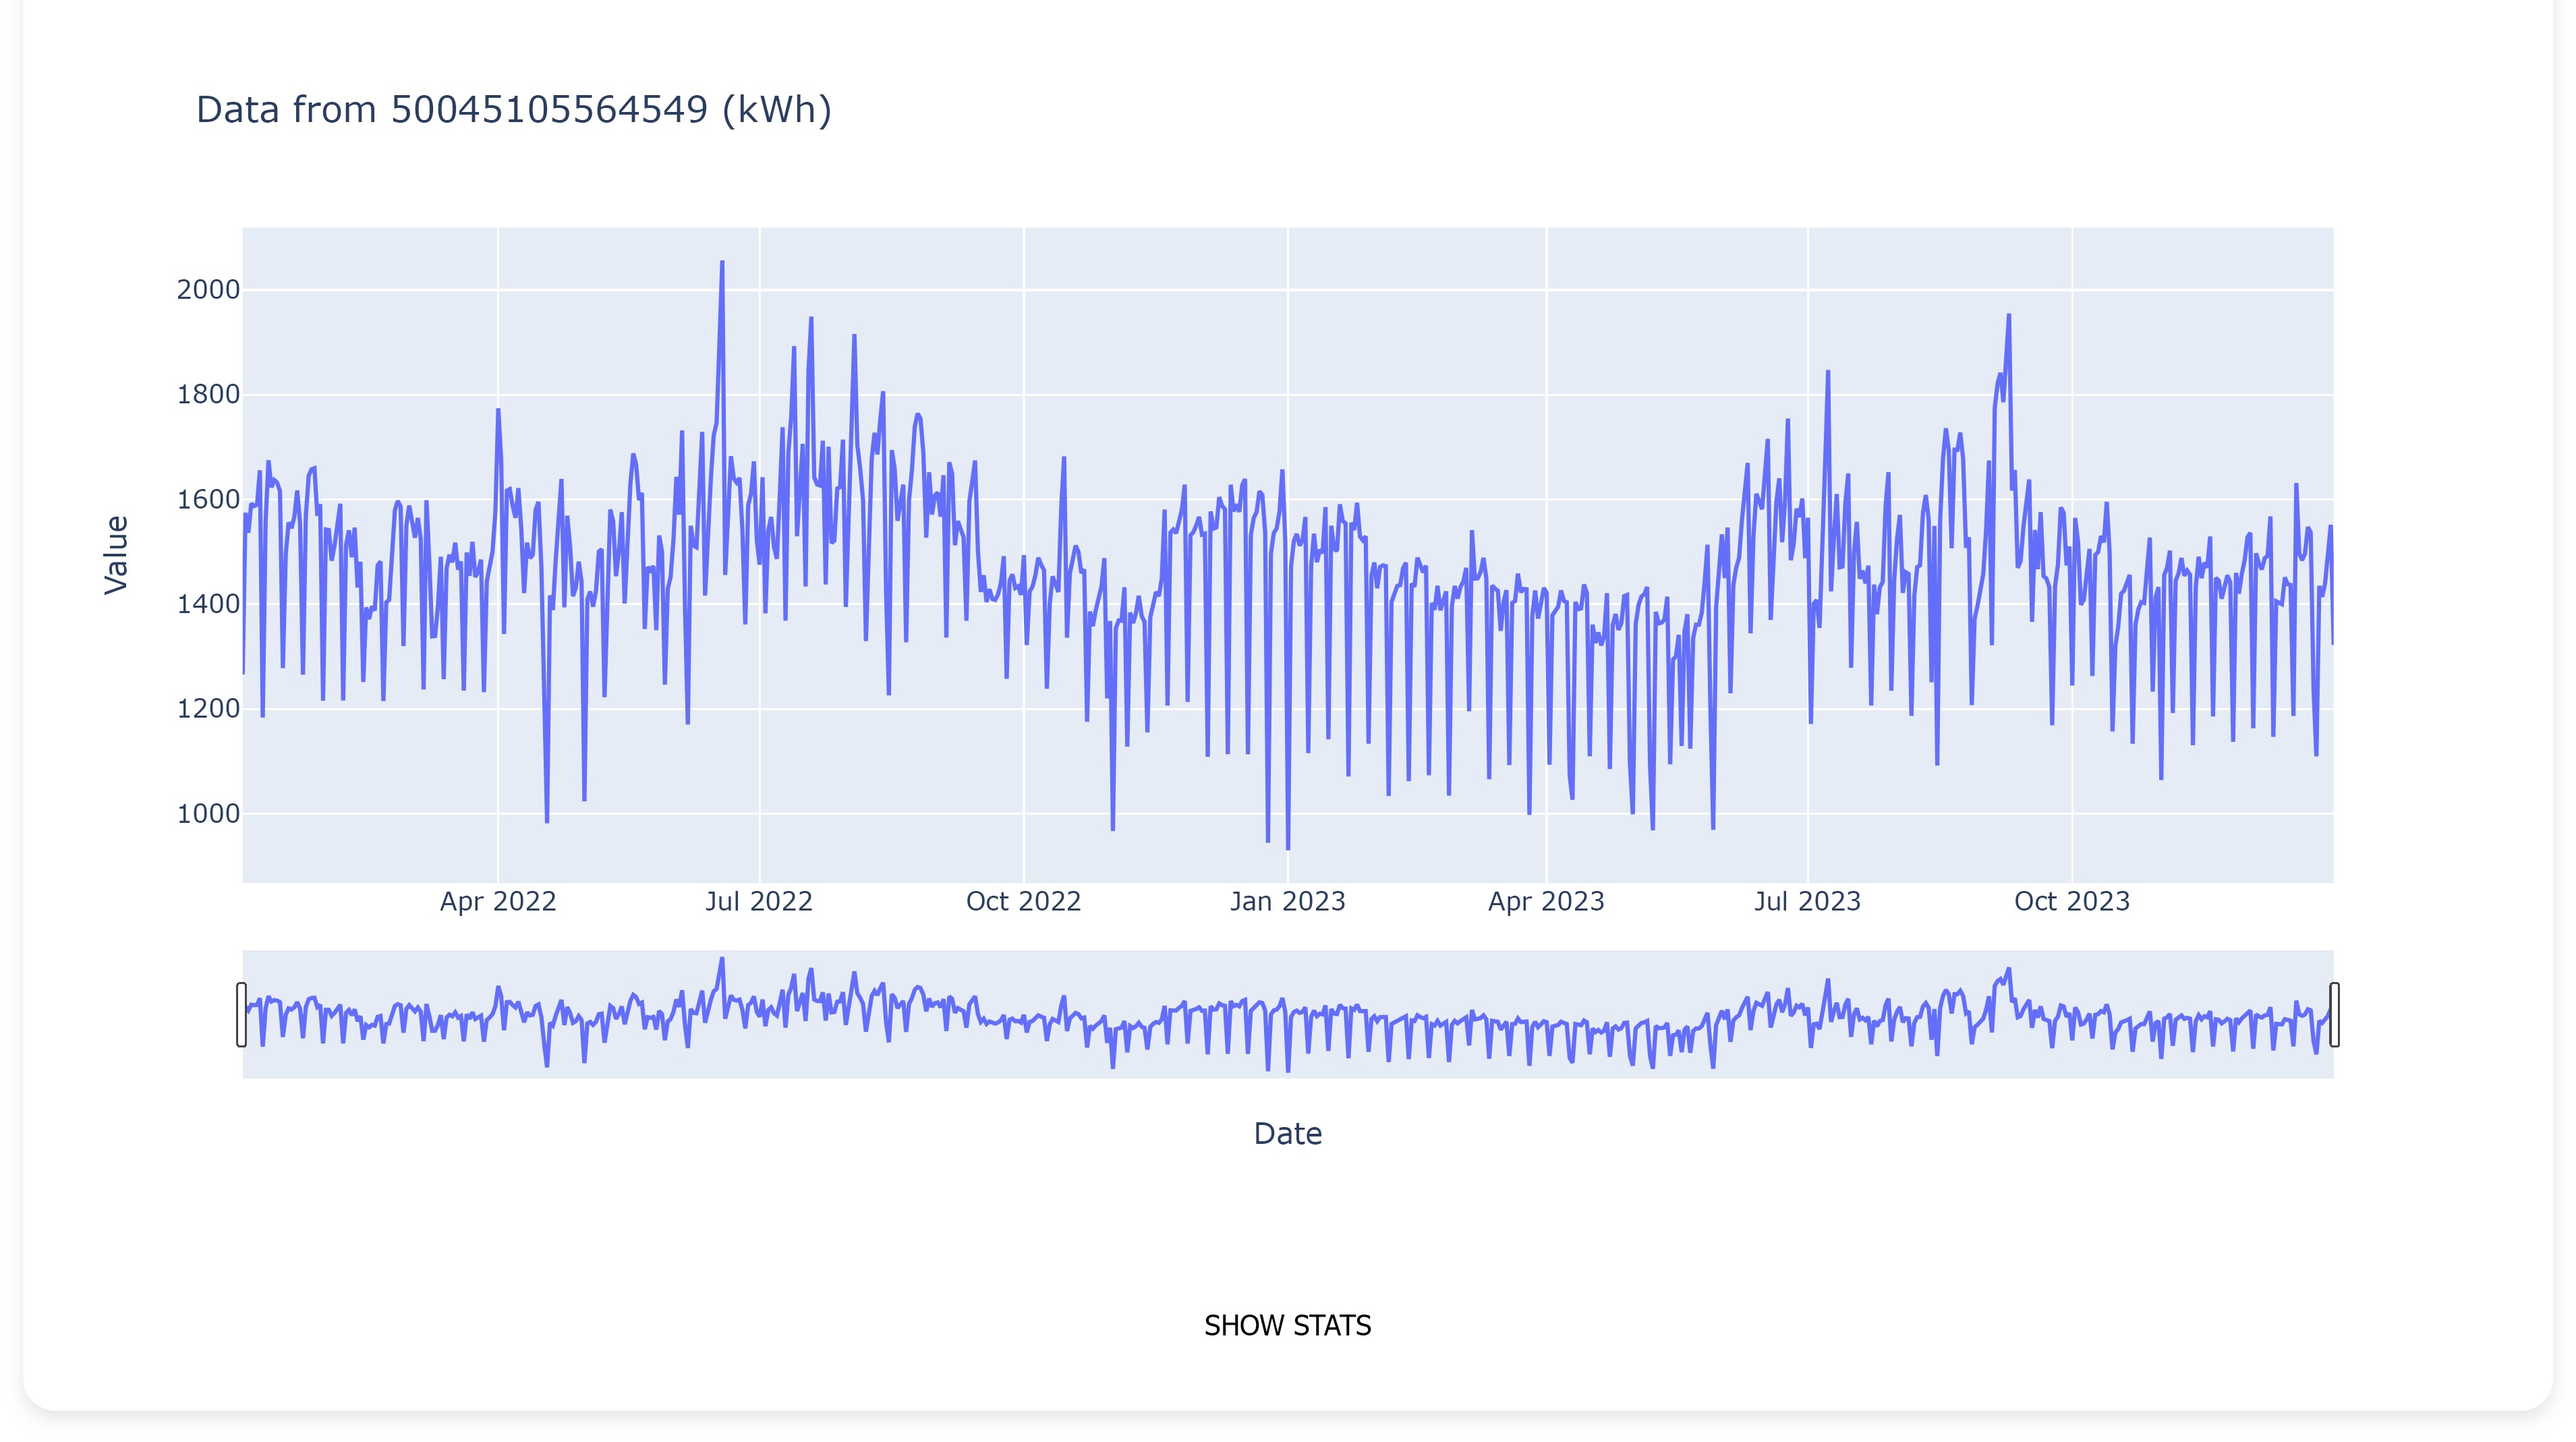 Data from 50045105564549 (kWh)
Value
2000
1800
1600
1400
1200
1000
Apr 2022
Jul 2022
Oct 2022
Jan 2023
Apr 2023
Jul 2023
Oct 2023
Date
SHOW STATS